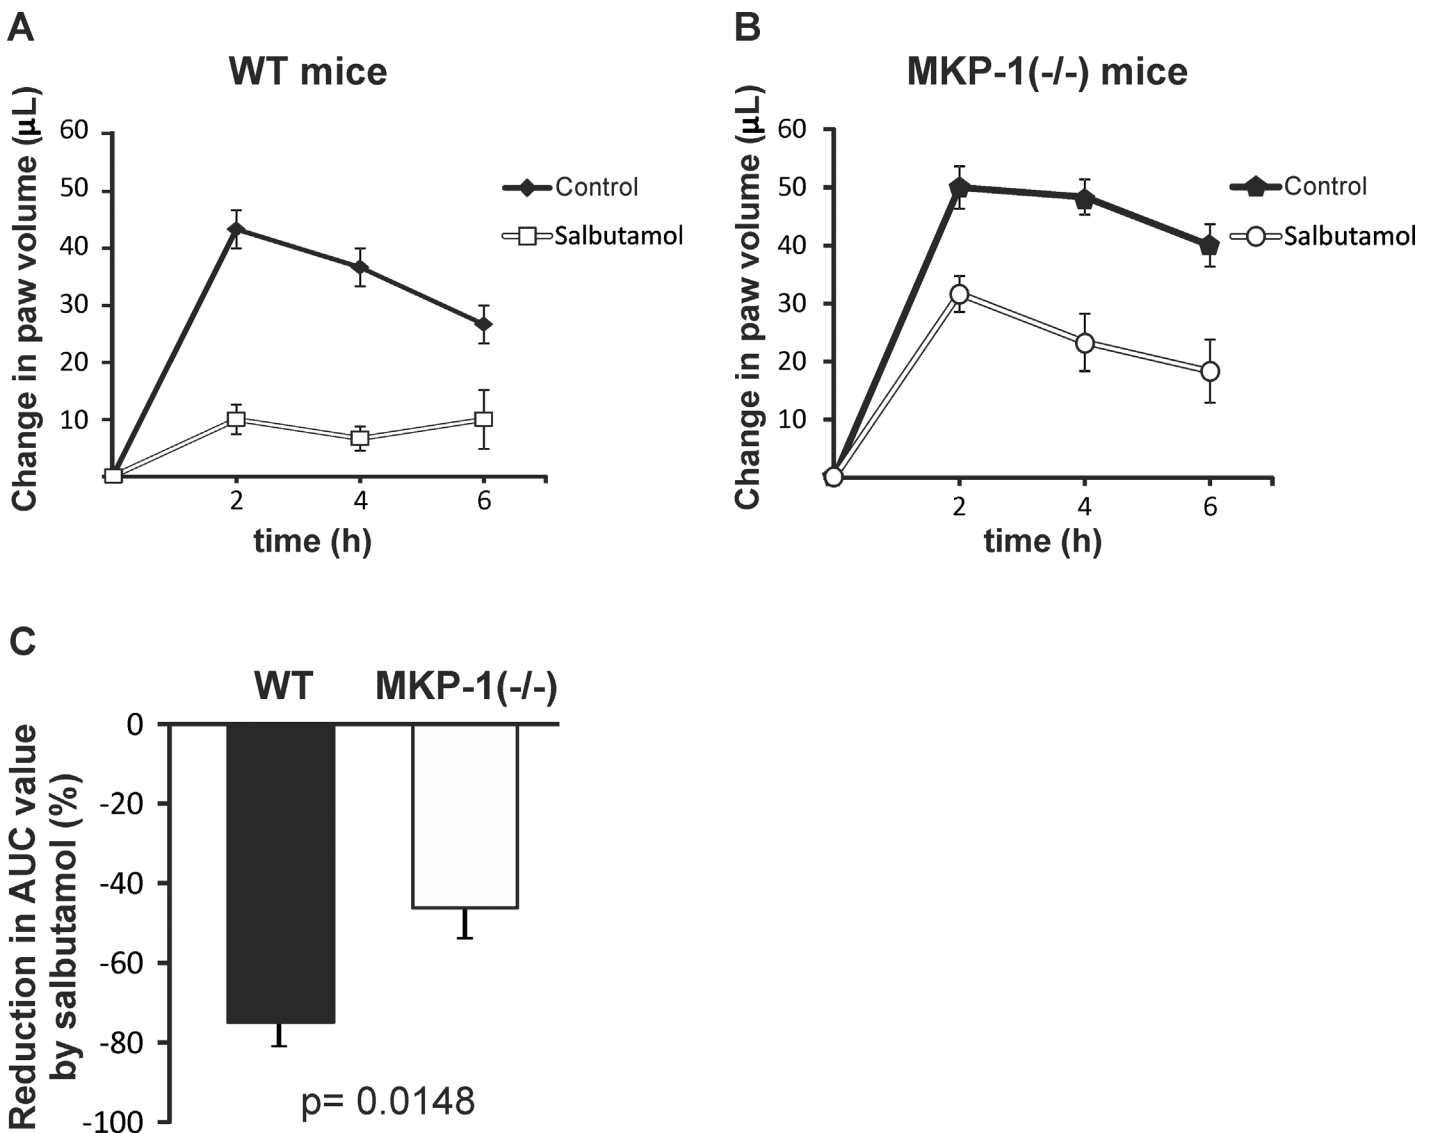 A
WT mice
Change in paw volume (µL)
60
50
40
30
20
10
2
4
6
time (h)
Control
Salbutamol
B
MKP-1(-/-) mice
Change in paw volume (µL)
60
50
40
30
20
10
2
4
6
time (h)
Control
Salbutamol
C
WT
MKP-1(-/-)
Reduction in AUC value
by salbutamol (%)
0
-20
-40
-60
-80
-100
p= 0.0148